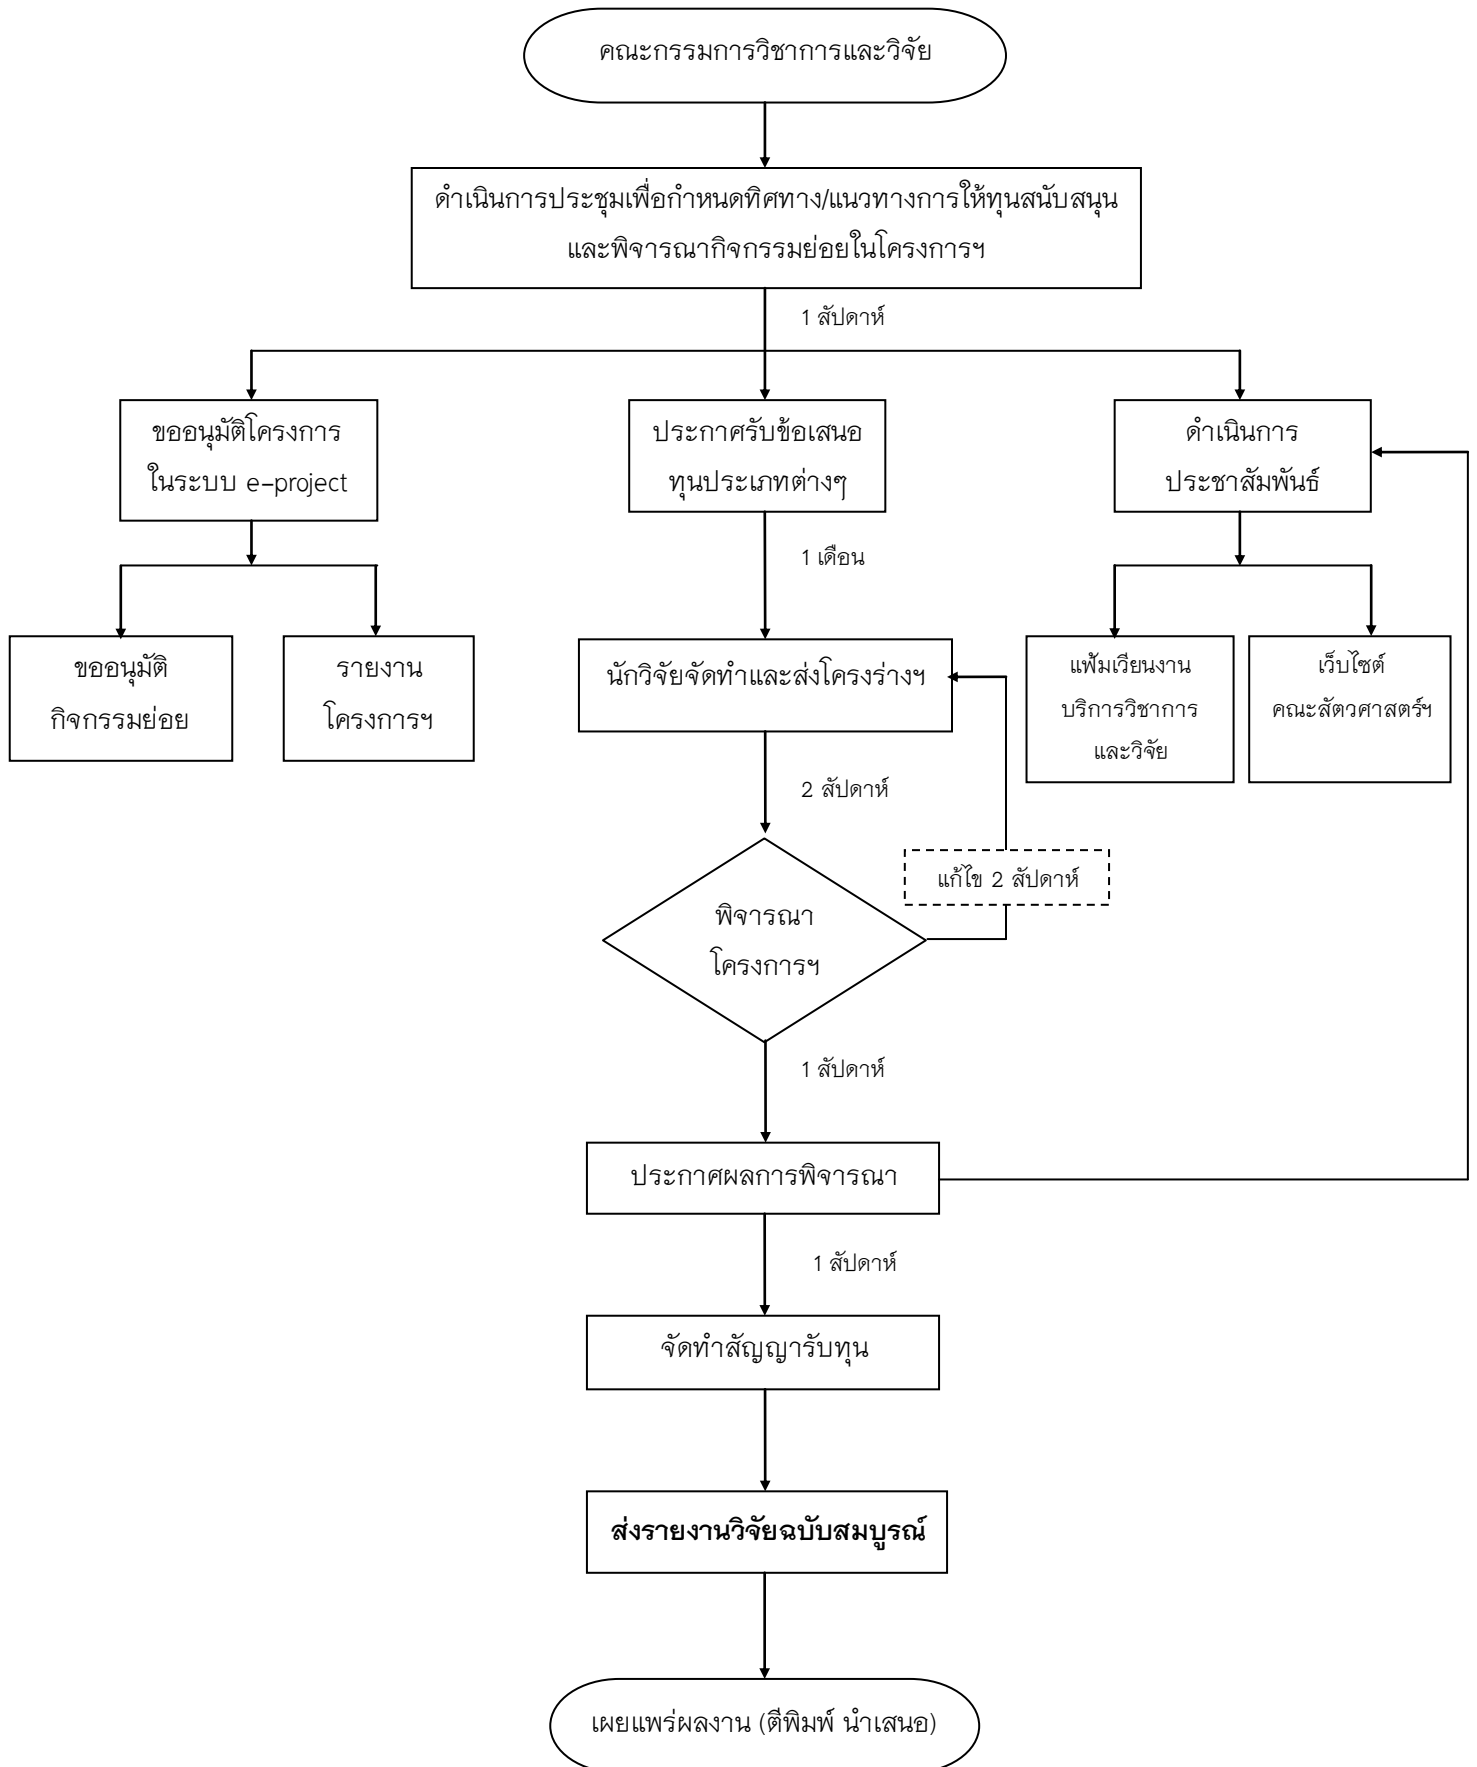 คณะกรรมการวิชาการและวิจัย
ดำเนินการประชุมเพื่อกำหนดทิศทาง/แนวทางการให้ทุนสนับสนุน
และพิจารณากิจกรรมย่อยในโครงการฯ
1 สัปดาห์
ขออนุมัติโครงการ
ในระบบ e-project
ประกาศรับข้อเสนอ
ทุนประเภทต่างๆ
ดำเนินการ
ประชาสัมพันธ์
1 เดือน
ขออนุมัติ
กิจกรรมย่อย
รายงาน
โครงการฯ
นักวิจัยจัดทำและส่งโครงร่างฯ
แฟ้มเวียนงาน
บริการวิชาการ
และวิจัย
เว็บไซต์
คณะสัตวศาสตร์ฯ
2 สัปดาห์
แก้ไข 2 สัปดาห์
พิจารณา
โครงการฯ
1 สัปดาห์
ประกาศผลการพิจารณา
1 สัปดาห์
จัดทำสัญญารับทุน
ส่งรายงานวิจัยฉบับสมบูรณ์
เผยแพร่ผลงาน (ตีพิมพ์ นำเสนอ)